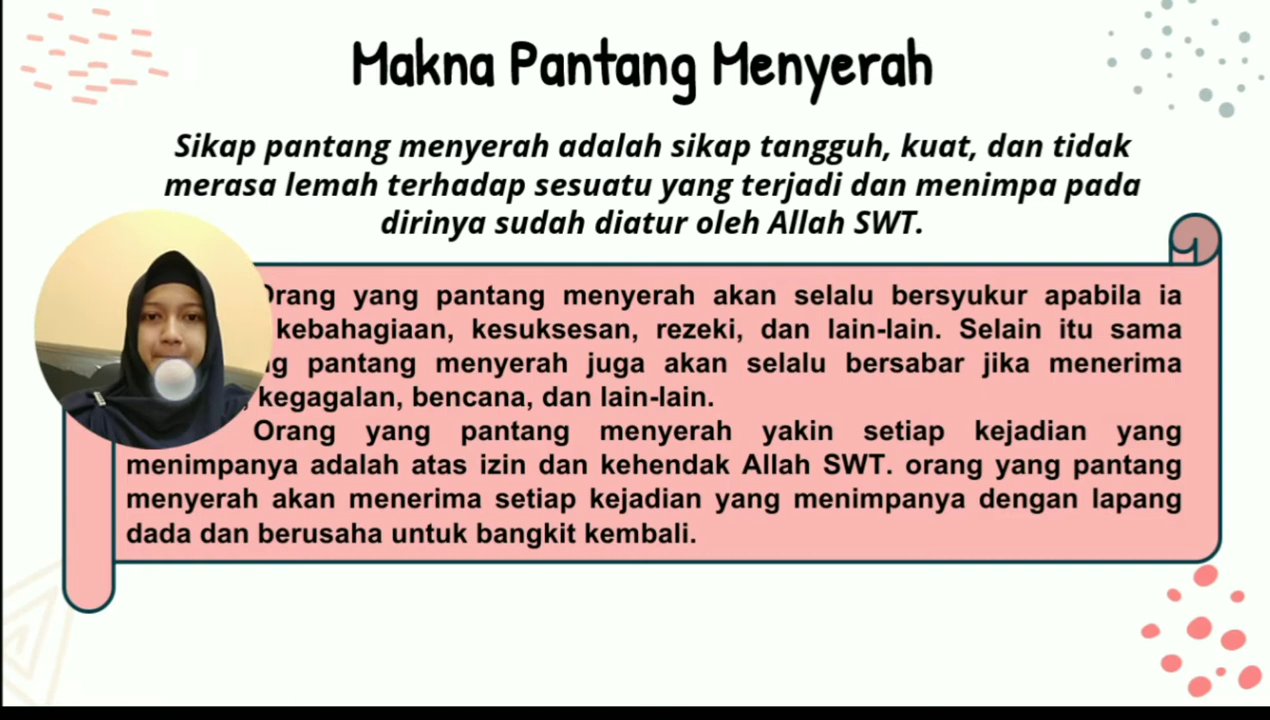 Makna Pantang Menyerah
Sikap pantang menyerah adalah sikap tangguh, kuat, dan tidak
merasa lemah terhadap sesuatu yang terjadi dan menimpa pada
dirinya sudah diatur oleh Allah SWT.
Orang yang pantang menyerah akan selalu bersyukur apabila ia
kebahagiaan, kesuksesan, rezeki, dan lain-lain. Selain itu sama
pantang menyerah juga akan selalu bersabar jika menerima
kegagalan, bencana, dan lain-lain.
Orang yang pantang menyerah yakin setiap kejadian yang
menimpanya adalah atas izin dan kehendak Allah SWT. orang yang pantang
menyerah akan menerima setiap kejadian yang menimpanya dengan lapang
dada dan berusaha untuk bangkit kembali.